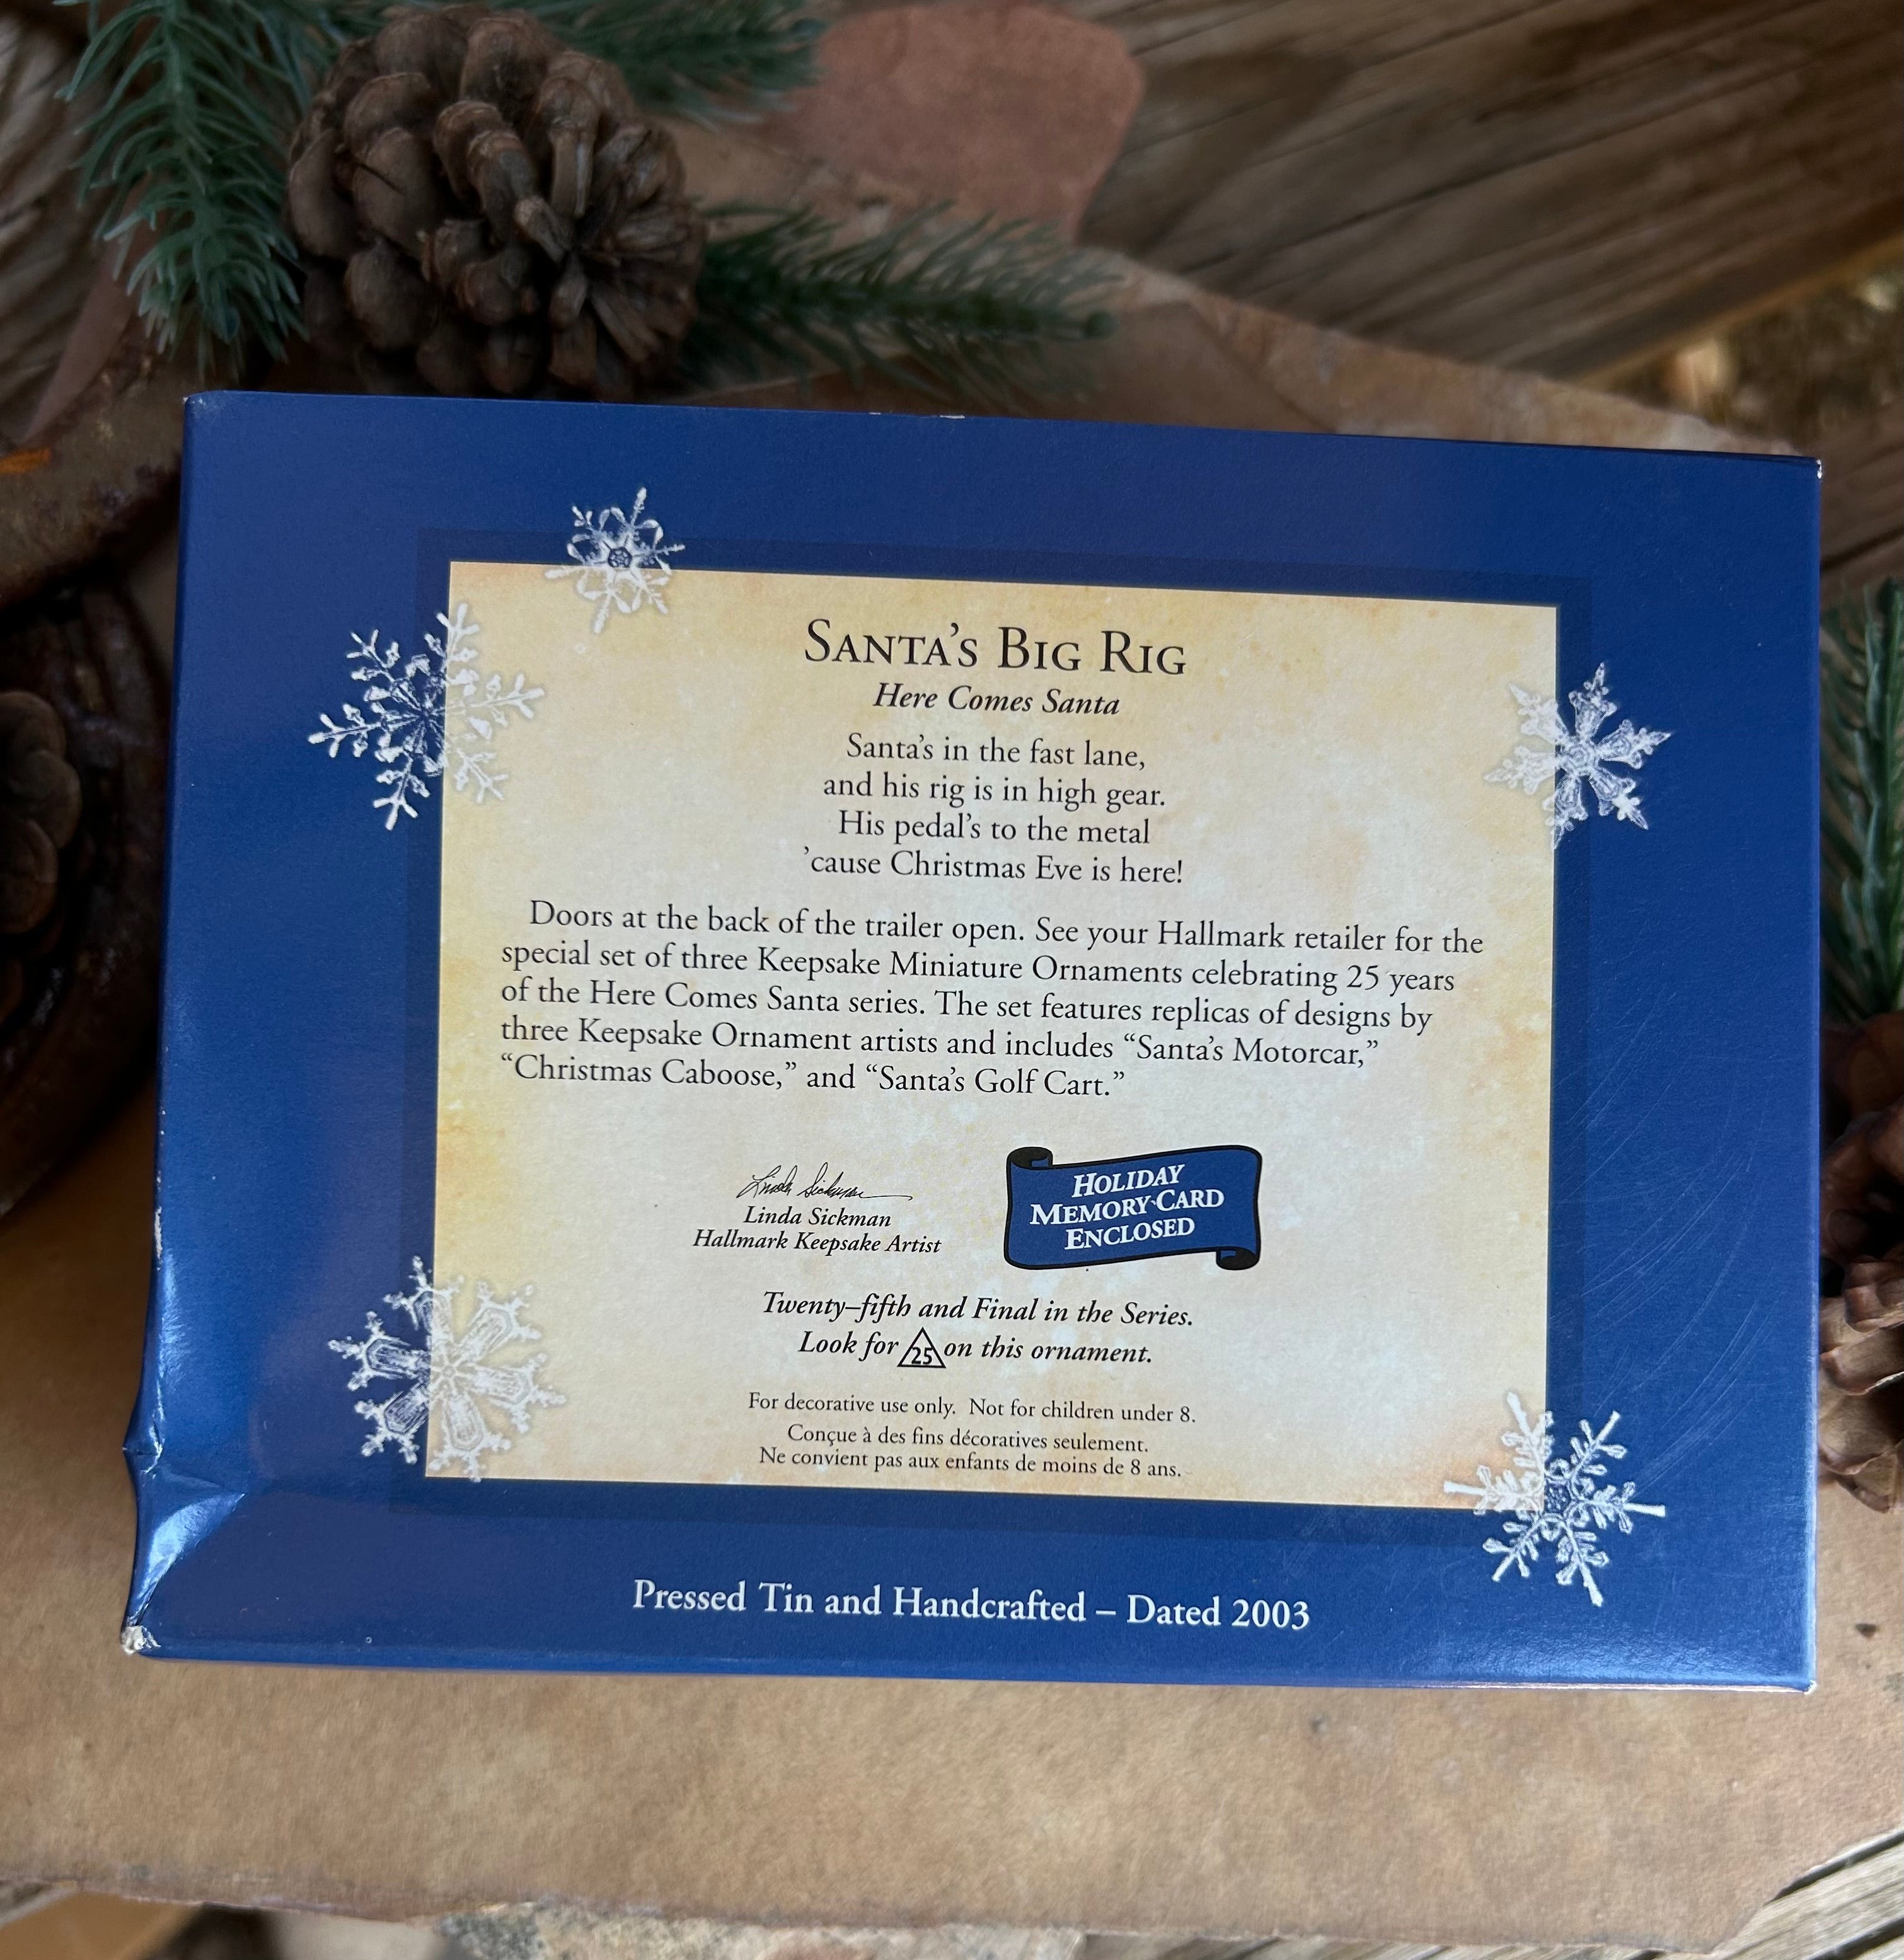 SANTA'S BIG RIG
Here Comes Santa
Santa's in the fast lane,
and his rig is in high gear.
His pedal's to the metal
'cause Christmas Eve is here!
Doors at the back of the trailer open. See your Hallmark retailer for the
special set of three Keepsake Miniature Ornaments celebrating 25 years
of the Here Comes Santa series. The set features replicas of designs by
three Keepsake Ornament artists and includes “Santa's Motorcar,”
“Christmas Caboose,” and “Santa's Golf Cart.”
Linda Sickman
Linda Sickman
Hallmark Keepsake Artist
HOLIDAY
MEMORY CARD
ENCLOSED
Twenty–fifth and Final in the Series.
Look for 25 on this ornament.
For decorative use only. Not for children under 8.
Conçue à des fins décoratives seulement.
Ne convient pas aux enfants de moins de 8 ans.
Pressed Tin and Handcrafted – Dated 2003